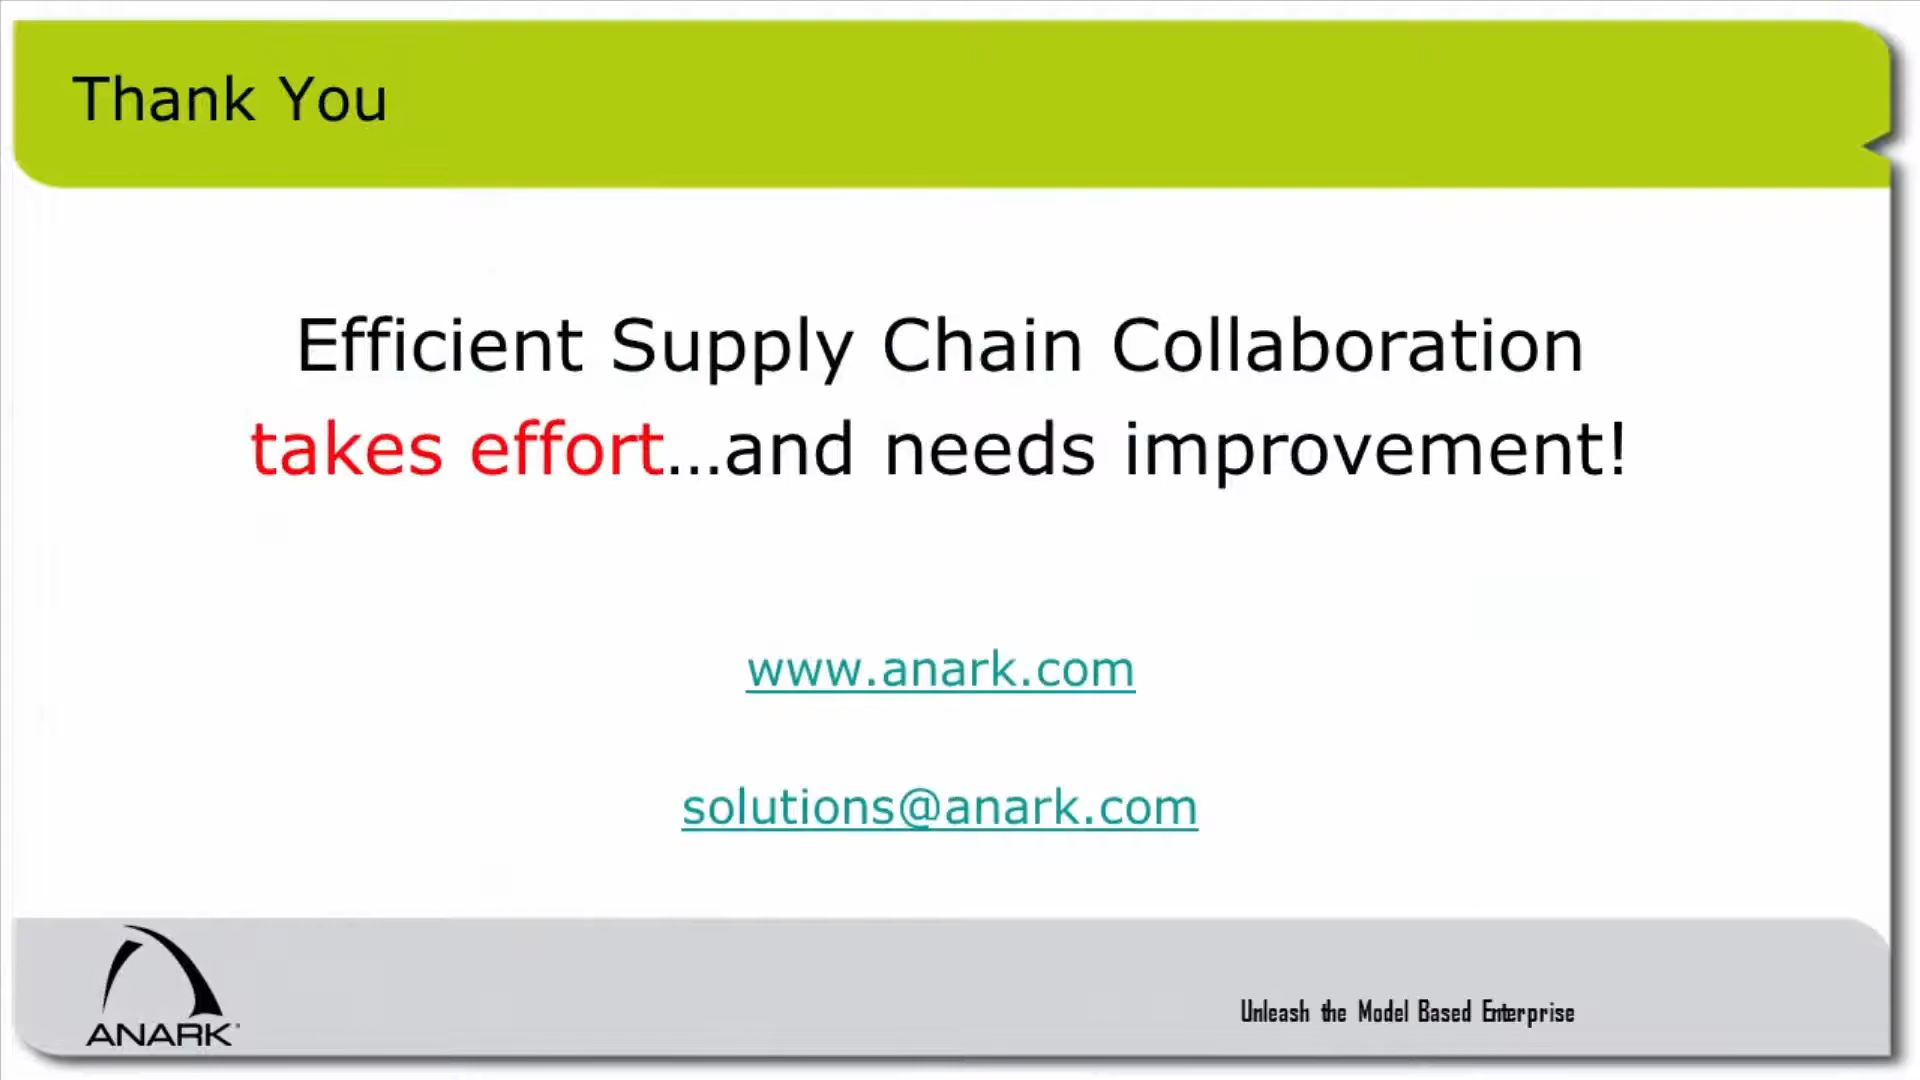 Thank You
Efficient Supply Chain Collaboration
takes effort...and needs improvement!
www.anark.com
solutions@anark.com
ANARK
Unleash the Model Based Enterprise